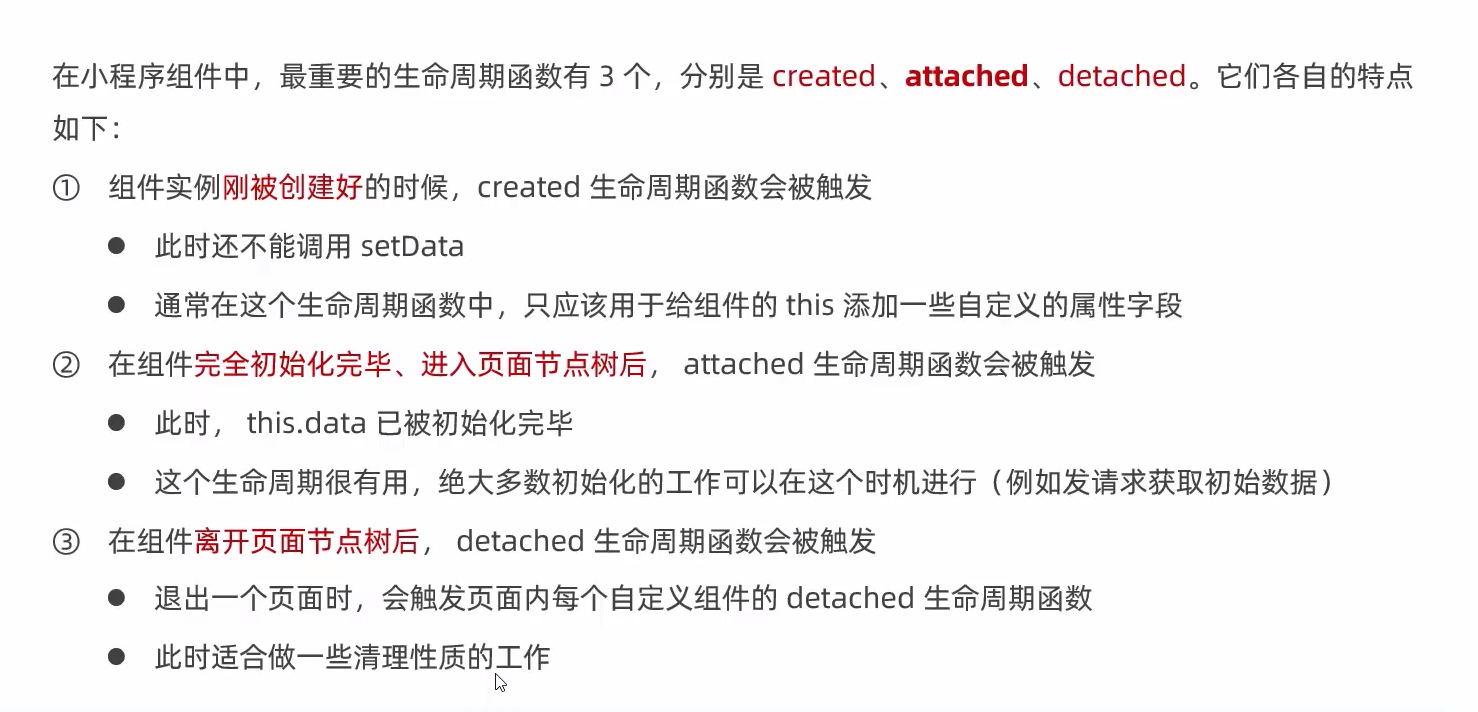 在小程序组件中，最重要的生命周期函数有 3 个，分别是 created、attached、detached。它们各自的特点
如下：
① 组件实例刚被创建好的时候，created 生命周期函数会被触发
● 此时还不能调用 setData
● 通常在这个生命周期函数中，只应该用于给组件的 this 添加一些自定义的属性字段
② 在组件完全初始化完毕、进入页面节点树后， attached 生命周期函数会被触发
● 此时， this.data 已被初始化完毕
● 这个生命周期很有用，绝大多数初始化的工作可以在这个时机进行（例如发请求获取初始数据）
③ 在组件离开页面节点树后， detached 生命周期函数会被触发
● 退出一个页面时，会触发页面内每个自定义组件的 detached 生命周期函数
● 此时适合做一些清理性质的工作